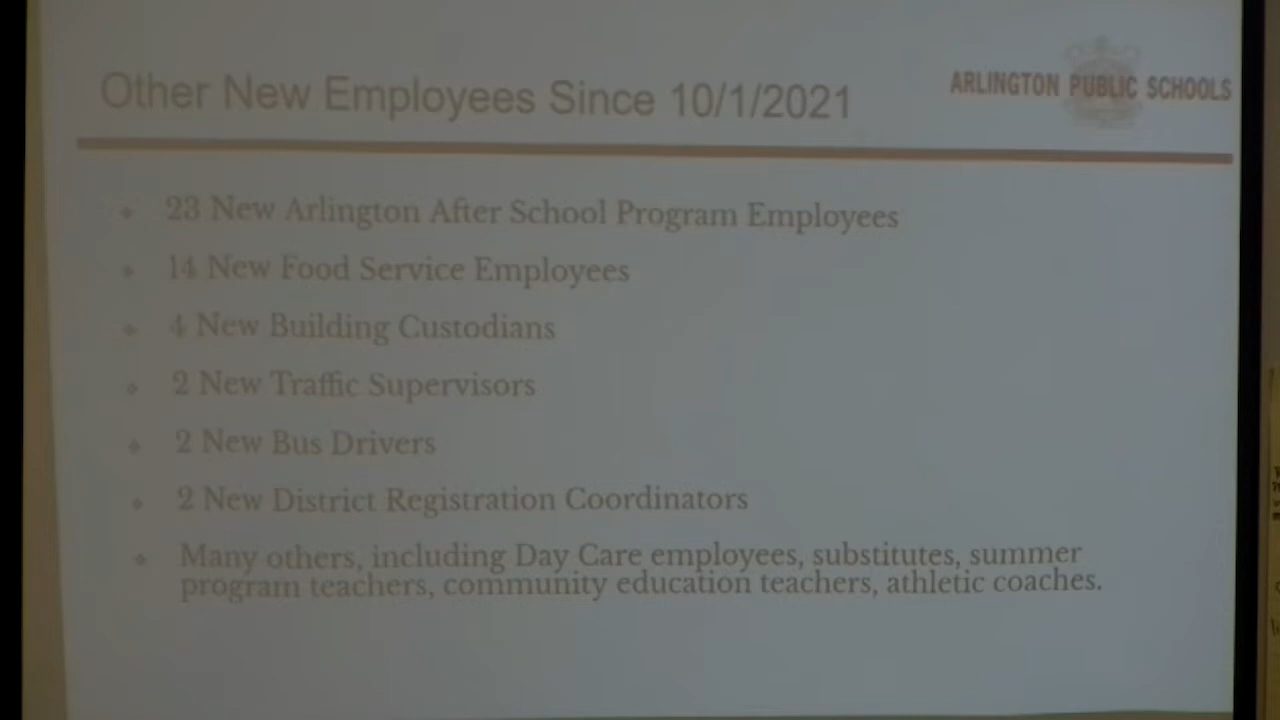 Other New Employees Since 10/1/2021
ARLINGTON PUBLIC SCHOOLS
23 New Arlington After School Program Employees
14 New Food Service Employees
4 New Building Custodians
2 New Traffic Supervisors
2 New Bus Drivers
2 New District Registration Coordinators
Many others, including Day Care employees, substitutes, summer
program teachers, community education teachers, athletic coaches.